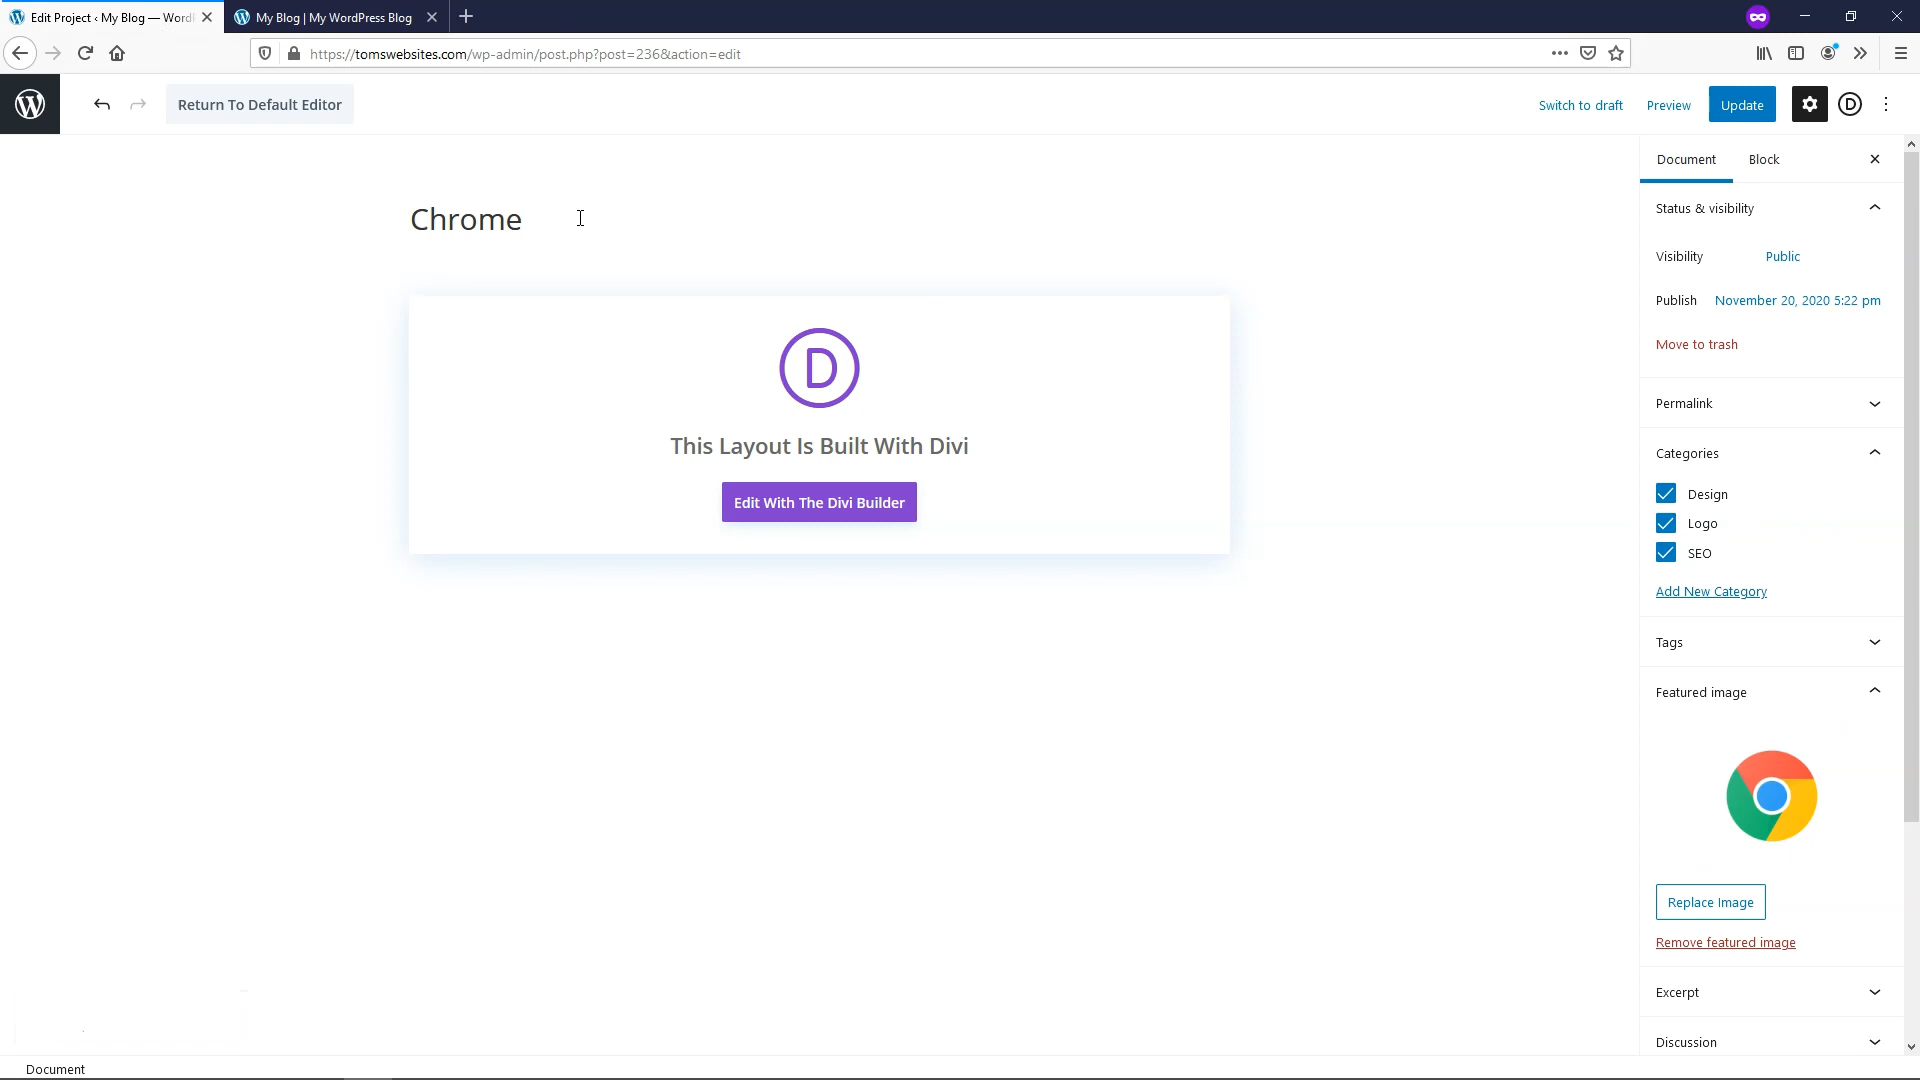 Edit Project ‹ My Blog — Word
My Blog | My WordPress Blog
https://tomswebsites.com/wp-admin/post.php?post=236&action=edit
Return To Default Editor
Switch to draft
Preview
Update
D
Document
Block
Chrome
Status & visibility
Visibility
Public
Publish
November 20, 2020 5:22 pm
Move to trash
D
This Layout Is Built With Divi
Edit With The Divi Builder
Permalink
Categories
Design
Logo
SEO
Add New Category
Tags
Featured image
Replace Image
Remove featured image
Excerpt
Discussion
Document